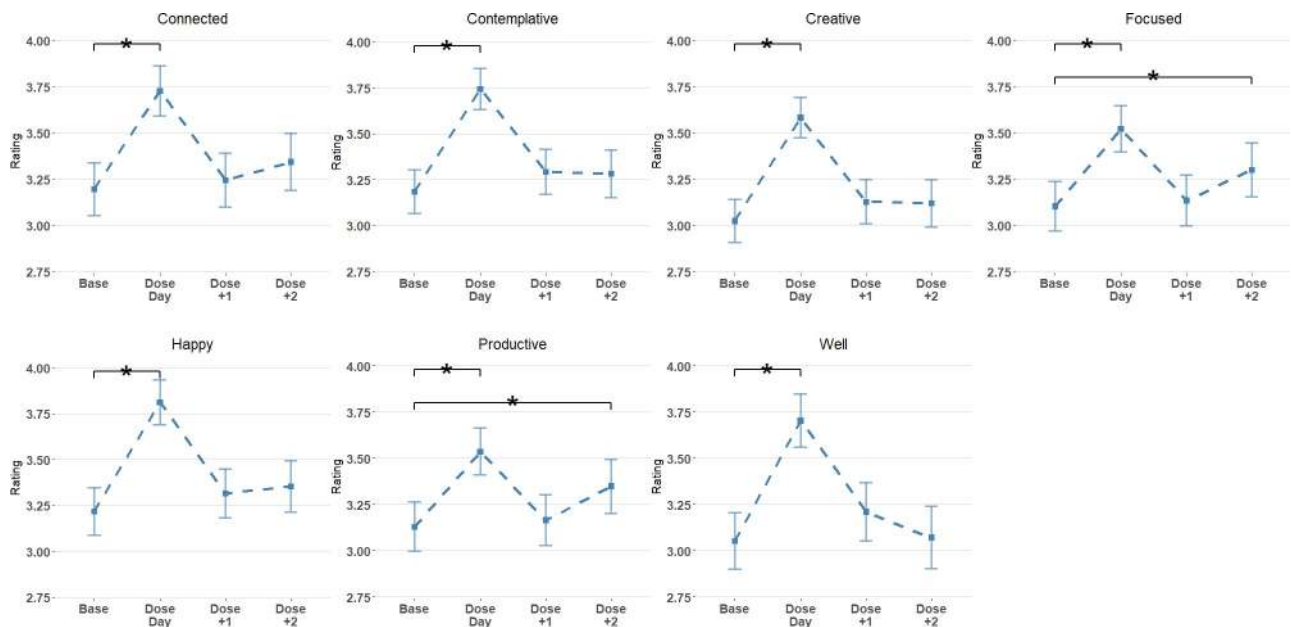 Connected
Contemplative
Creative
Focused
4.00
3.75
3.50
3.25
3.00
2.75
Rating
*
Base
Dose Day
Dose +1
Dose +2
4.00
3.75
3.50
3.25
3.00
2.75
Rating
*
Base
Dose Day
Dose +1
Dose +2
4.00
3.75
3.50
3.25
3.00
2.75
Rating
*
Base
Dose Day
Dose +1
Dose +2
4.00
3.75
3.50
3.25
3.00
2.75
Rating
*
*
Base
Dose Day
Dose +1
Dose +2
Happy
Productive
Well
4.00
3.75
3.50
3.25
3.00
2.75
Rating
*
Base
Dose Day
Dose +1
Dose +2
4.00
3.75
3.50
3.25
3.00
2.75
Rating
*
*
Base
Dose Day
Dose +1
Dose +2
4.00
3.75
3.50
3.25
3.00
2.75
Rating
*
Base
Dose Day
Dose +1
Dose +2